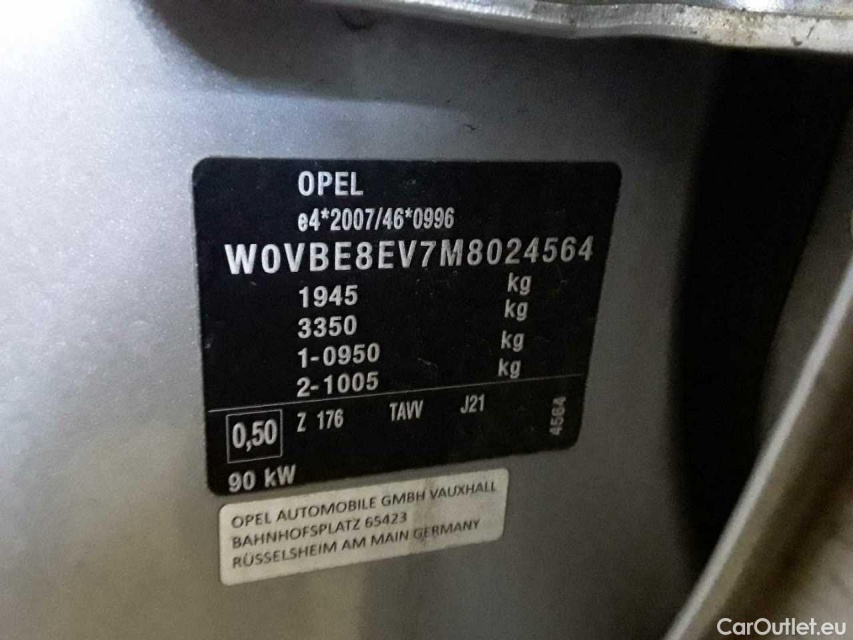 OPEL
e4*2007/46*0996
W0VBE8EV7M8024564
1945 kg
3350 kg
1-0950 kg
2-1005 kg
0,50 Z 176 TAVV J21 4564
90 kW
OPEL AUTOMOBILE GMBH VAUXHALL
BAHNHOFSPLATZ 65423
RÜSSELSHEIM AM MAIN GERMANY
CarOutlet.eu